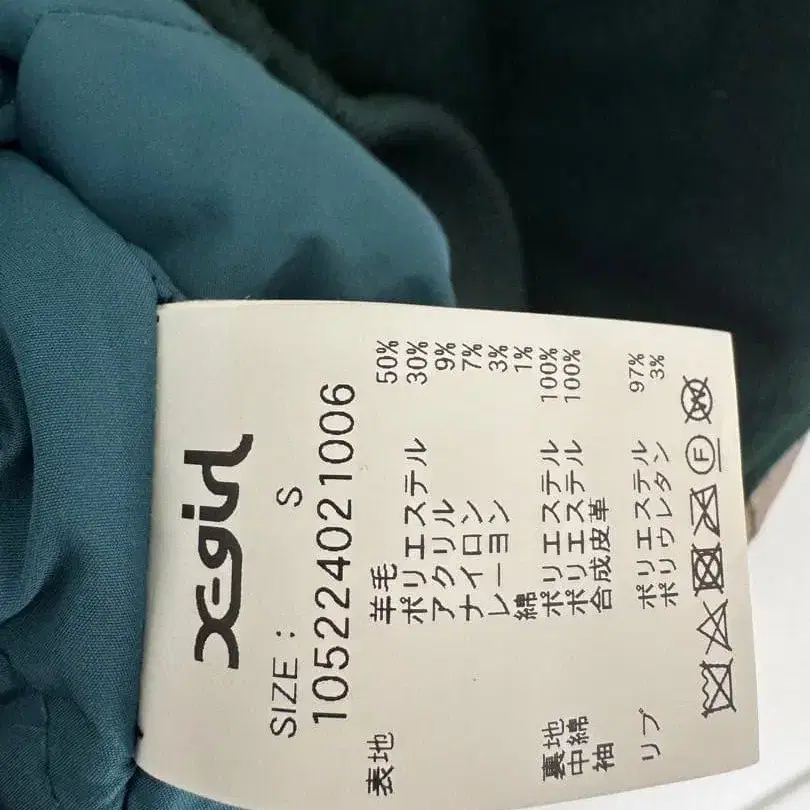 X-girl
SIZE: S
105224021006
表地 羊毛 50%
ポリエステル 30%
アクリル 9%
ナイロン 7%
レーヨン 3%
綿 1%
裏地 ポリエステル 100%
中綿 ポリエステル 100%
袖 合成皮革
リブ ポリエステル 97%
ポリウレタン 3%
F
W